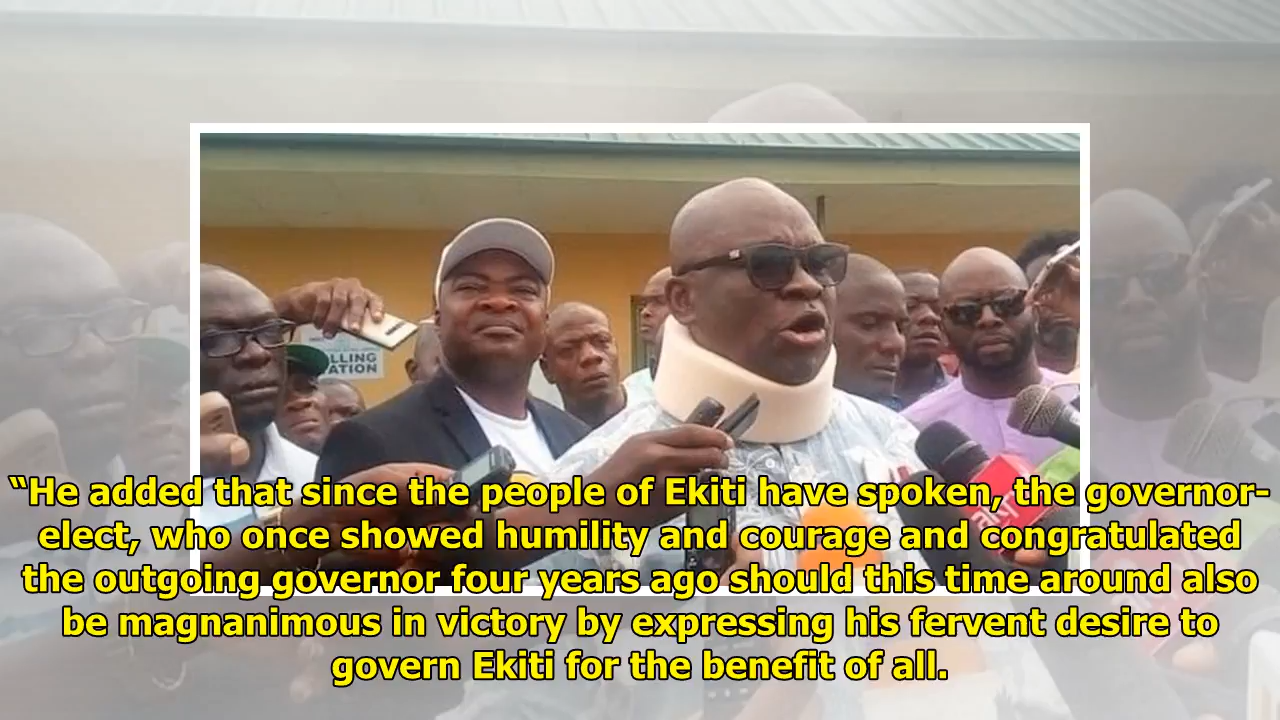 LLING
ATION
“He added that since the people of Ekiti have spoken, the governor-
elect, who once showed humility and courage and congratulated
the outgoing governor four years ago should this time around also
be magnanimous in victory by expressing his fervent desire to
govern Ekiti for the benefit of all.